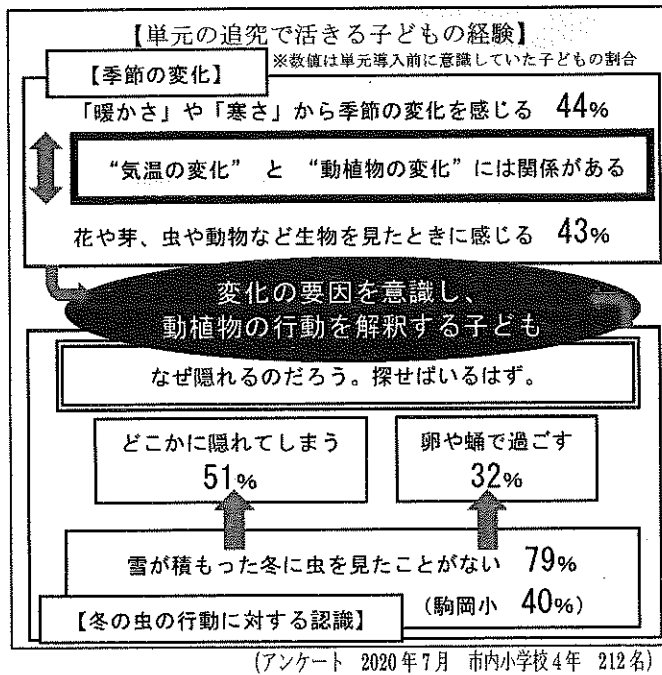 【単元の追究で活きる子どもの経験】
※数値は単元導入前に意識していた子どもの割合
【季節の変化】
「暖かさ」や「寒さ」から季節の変化を感じる 44%
“気温の変化” と “動植物の変化”には関係がある
花や芽、虫や動物など生物を見たときに感じる 43%
変化の要因を意識し、
動植物の行動を解釈する子ども
なぜ隠れるのだろう。探せばいるはず。
どこかに隠れてしまう
51%
卵や蛹で過ごす
32%
雪が積もった冬に虫を見たことがない 79%
(駒岡小 40%)
【冬の虫の行動に対する認識】
(アンケート 2020年7月 市内小学校4年 212名)